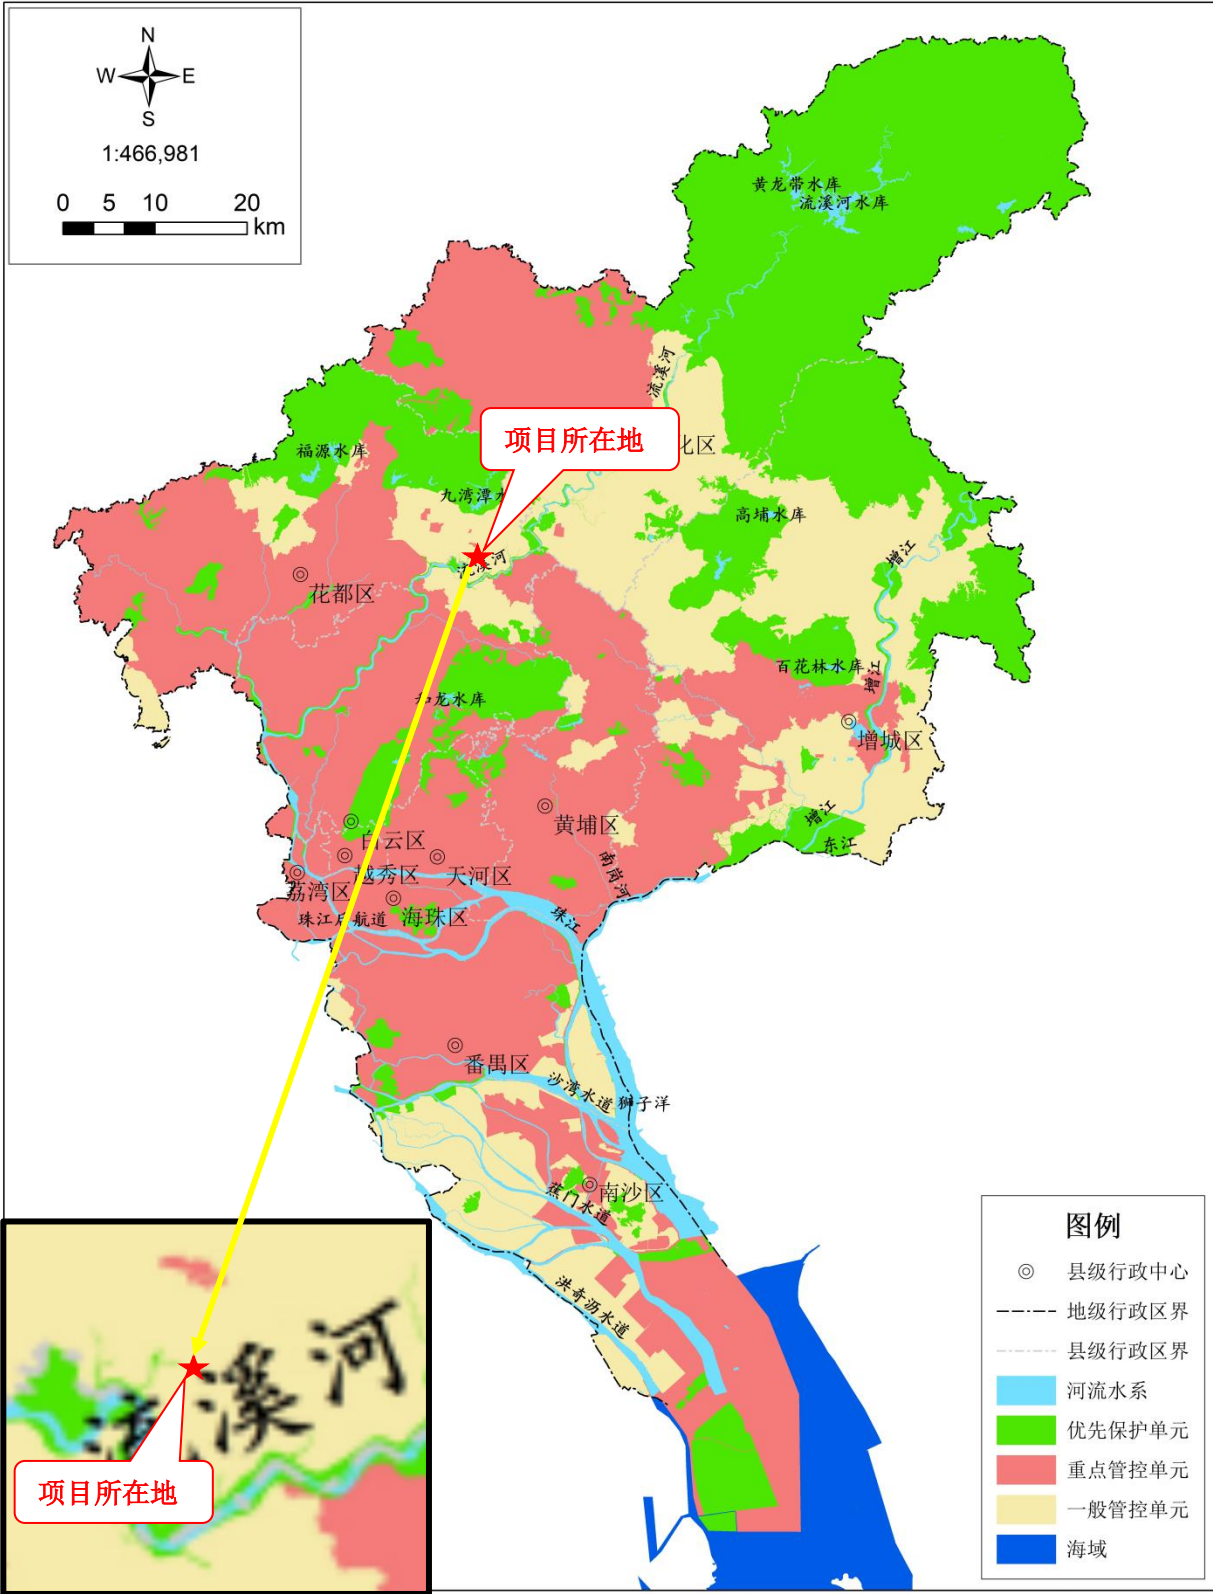 N
W E
S
1:466,981
0 5 10 20
km
黄龙带水库
流溪河水库
流溪河
项目所在地
化区
福源水库
九湾潭水
高埔水库
增江
流溪河
花都区
百花林水库
增江
和龙水库
增城区
增江
黄埔区
东江
白云区
南岗河
越秀区
天河区
荔湾区
珠江后航道
海珠区
珠江
番禺区
沙湾水道
狮子洋
南沙区
蕉门水道
洪奇沥水道
流溪河
项目所在地
图例
县级行政中心
地级行政区界
县级行政区界
河流水系
优先保护单元
重点管控单元
一般管控单元
海域